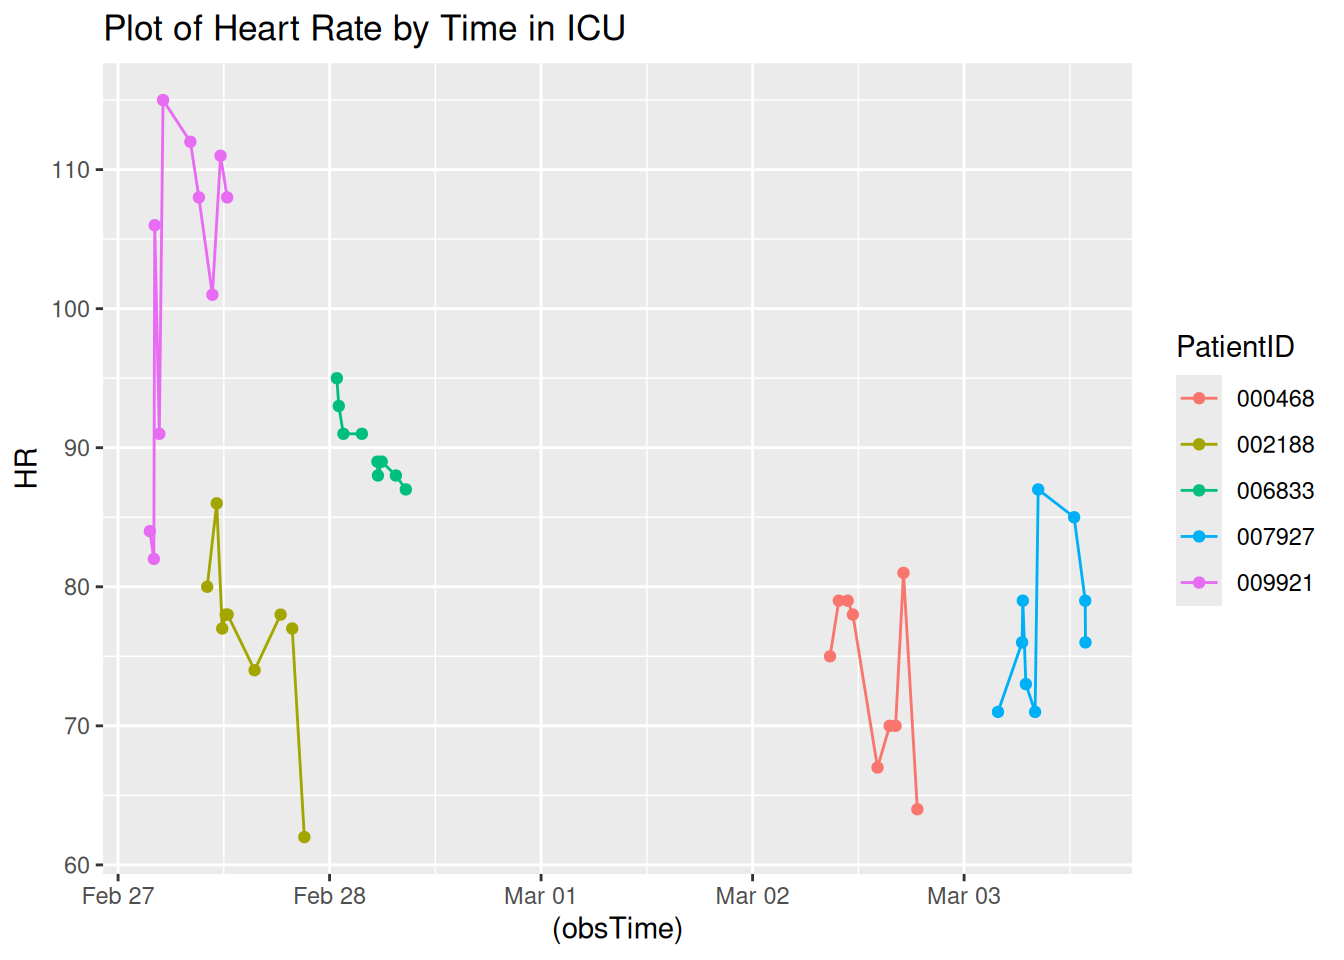 Plot of Heart Rate by Time in ICU
HR
110
100
90
80
70
60
Feb 27
Feb 28
Mar 01
Mar 02
Mar 03
(obsTime)
PatientID
000468
002188
006833
007927
009921